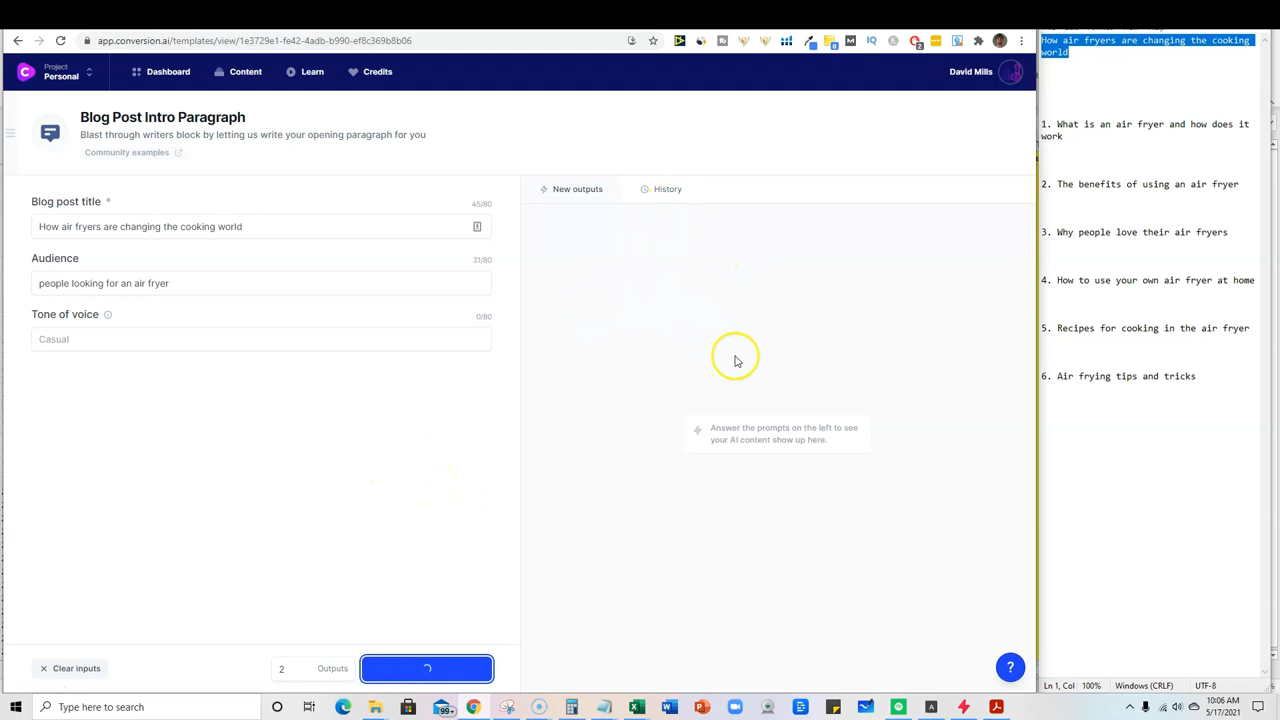 app.conversion.ai/templates/view/1e3729e1-fe42-4adb-b990-ef8c369b8b06
Project
Personal
Dashboard
Content
Learn
Credits
David Mills
Blog Post Intro Paragraph
Blast through writers block by letting us write your opening paragraph for you
Community examples
Blog post title *
45/80
How air fryers are changing the cooking world
Audience
31/80
people looking for an air fryer
Tone of voice
0/80
Casual
Clear inputs
2
Outputs
New outputs
History
Answer the prompts on the left to see
your AI content show up here.
?
How air fryers are changing the cooking
world
1. What is an air fryer and how does it
work
2. The benefits of using an air fryer
3. Why people love their air fryers
4. How to use your own air fryer at home
5. Recipes for cooking in the air fryer
6. Air frying tips and tricks
Ln 1, Col
100%
Windows (CRLF)
UTF-8
Type here to search
99+
10:06 AM
5/17/2021